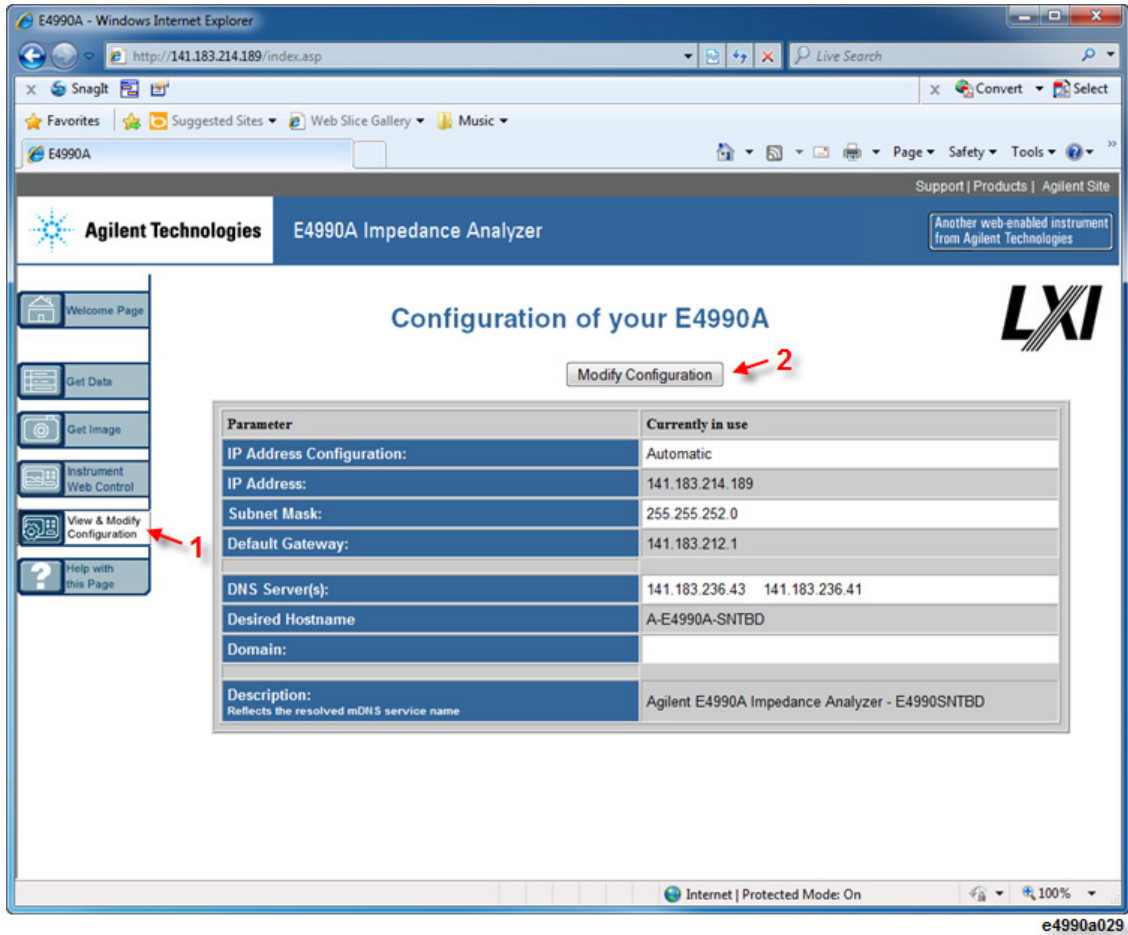 E4990A - Windows Internet Explorer
http://141.183.214.189/index.asp
Live Search
X SnagIt
x Convert Select
Favorites Suggested Sites Web Slice Gallery Music
E4990A
Page Safety Tools
Support | Products | Agilent Site
Agilent Technologies
E4990A Impedance Analyzer
Another web-enabled instrument
from Agilent Technologies
Welcome Page
Get Data
Get Image
Instrument
Web Control
View & Modify
Configuration
Help with
this Page
1
Configuration of your E4990A
LXI
Modify Configuration
2
Parameter Currently in use
IP Address Configuration: Automatic
IP Address: 141.183.214.189
Subnet Mask: 255.255.252.0
Default Gateway: 141.183.212.1
DNS Server(s): 141.183.236.43 141.183.236.41
Desired Hostname A-E4990A-SNTBD
Domain:
Description: Agilent E4990A Impedance Analyzer - E4990SNTBD
Reflects the resolved mDNS service name
Internet | Protected Mode: On
100%
e4990a029